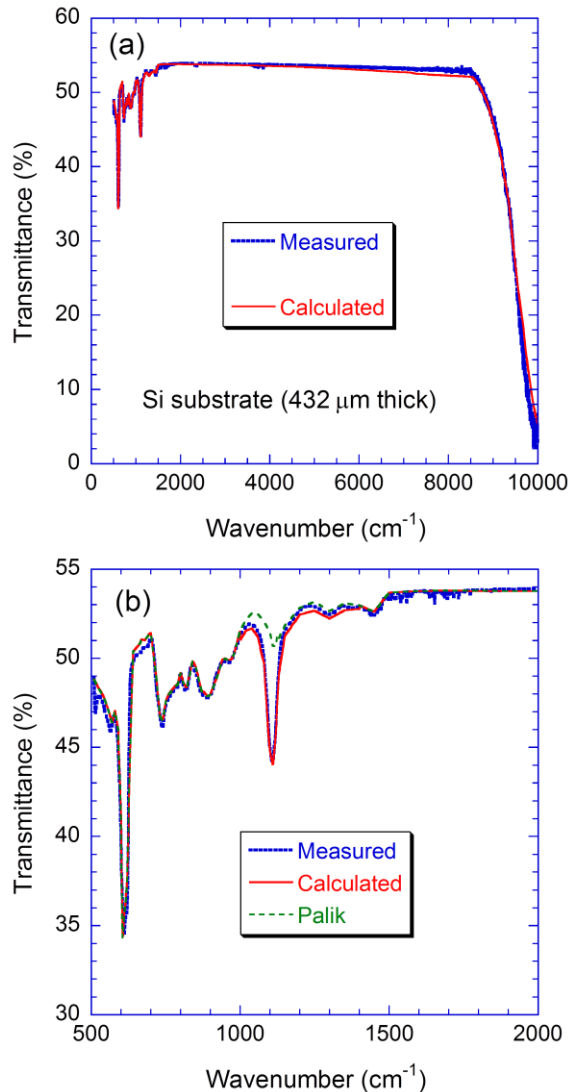 (a)
60
50
40
30
20
10
0
Transmittance (%)
Measured
Calculated
Si substrate (432 μm thick)
0 2000 4000 6000 8000 10000
Wavenumber (cm⁻¹)
(b)
55
50
45
40
35
30
Transmittance (%)
Measured
Calculated
Palik
500 1000 1500 2000
Wavenumber (cm⁻¹)